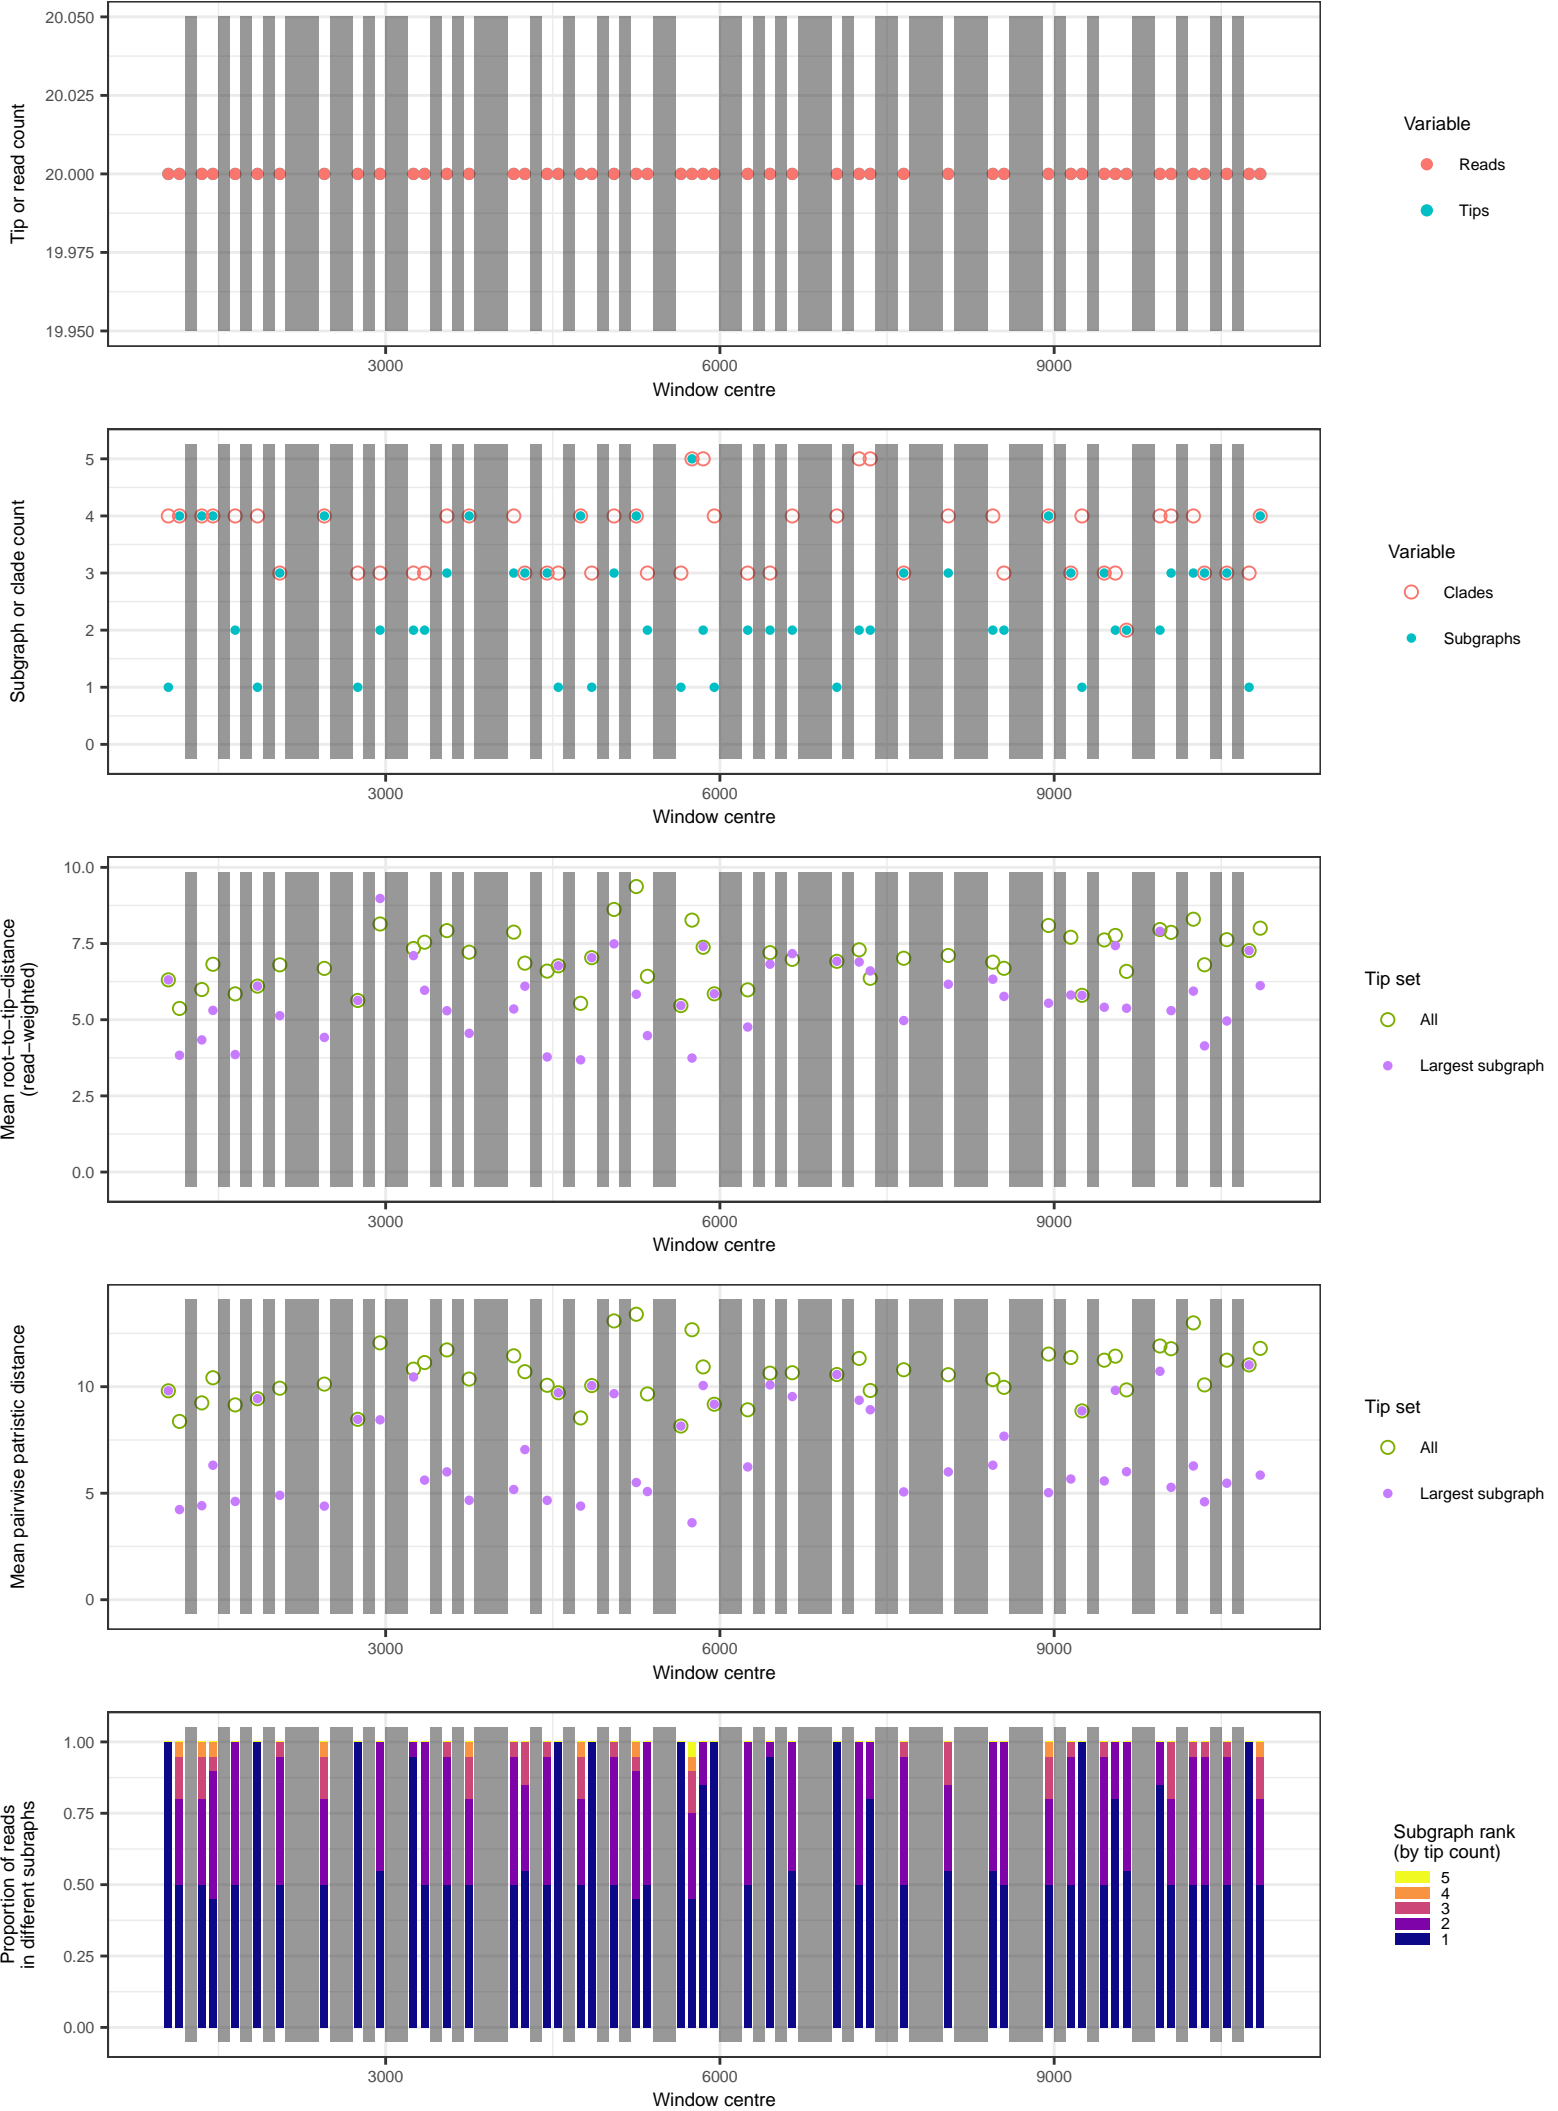 20.050
20.025
20.000
19.975
19.950
Tip or read count
3000
6000
9000
Window centre
Variable
Reads
Tips
5
4
3
2
1
0
Subgraph or clade count
3000
6000
9000
Window centre
Variable
Clades
Subgraphs
10.0
7.5
5.0
2.5
0.0
Mean root−to−tip−distance
(read−weighted)
3000
6000
9000
Window centre
Tip set
All
Largest subgraph
10
5
0
Mean pairwise patristic distance
3000
6000
9000
Window centre
Tip set
All
Largest subgraph
1.00
0.75
0.50
0.25
0.00
Proportion of reads
in different subraphs
3000
6000
9000
Window centre
Subgraph rank
(by tip count)
5
4
3
2
1